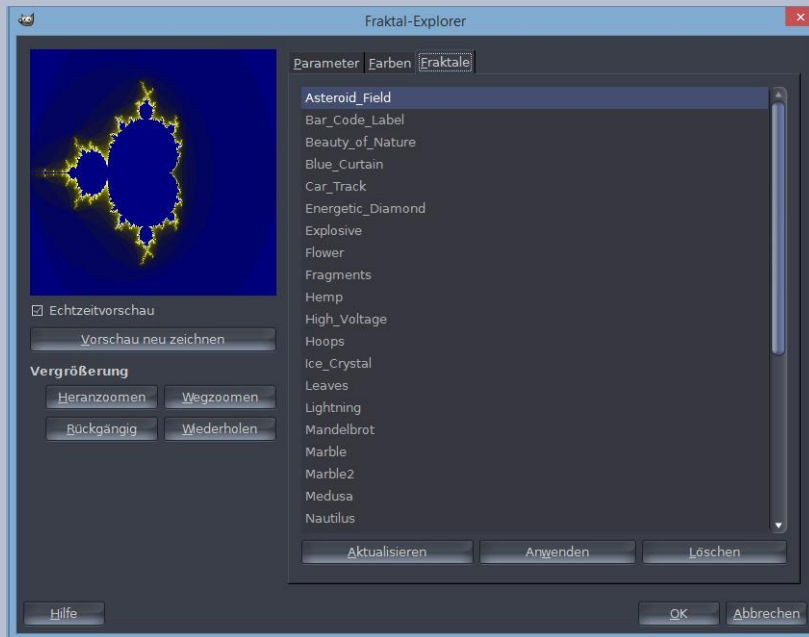 Fraktal-Explorer
Parameter Farben Fraktale
Asteroid_Field
Bar_Code_Label
Beauty_of_Nature
Blue_Curtain
Car_Track
Energetic_Diamond
Explosive
Flower
Fragments
Hemp
High_Voltage
Hoops
Ice_Crystal
Leaves
Lightning
Mandelbrot
Marble
Marble2
Medusa
Nautilus
Echtzeitvorschau
Vorschau neu zeichnen
Vergrößerung
Heranzoomen Wegzoomen
Rückgängig Wiederholen
Aktualisieren Anwenden Löschen
Hilfe OK Abbrechen